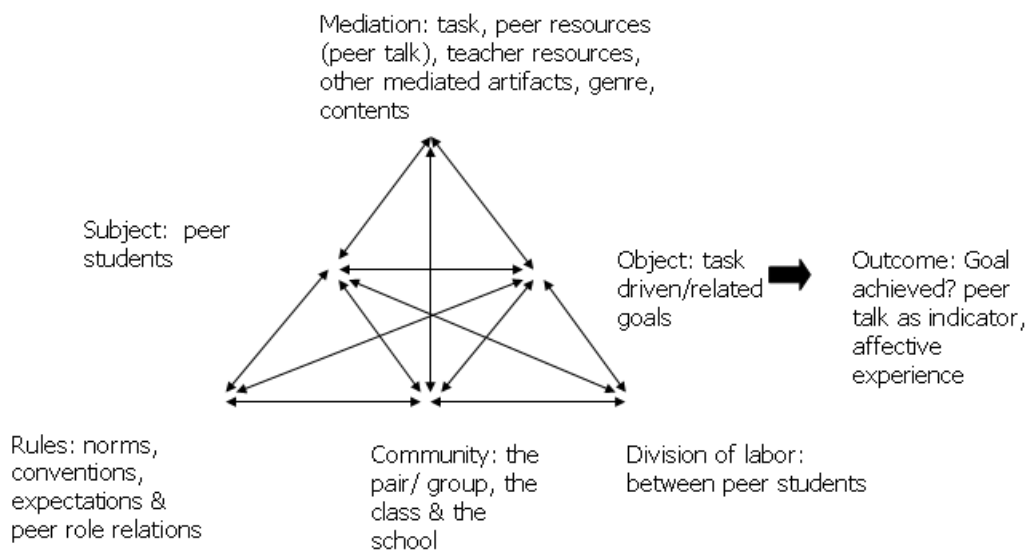 Mediation: task, peer resources
(peer talk), teacher resources,
other mediated artifacts, genre,
contents
Subject: peer
students
Object: task
driven/related
goals
Outcome: Goal
achieved? peer
talk as indicator,
affective
experience
Rules: norms,
conventions,
expectations &
peer role relations
Community: the
pair/ group, the
class & the
school
Division of labor:
between peer students